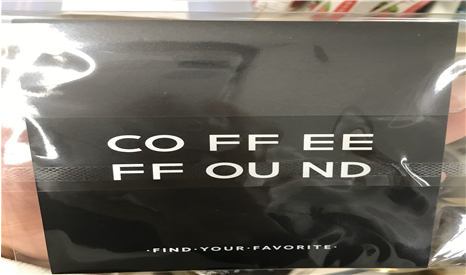 CO FF EE
FF OU ND
·FIND·YOUR·FAVORITE·